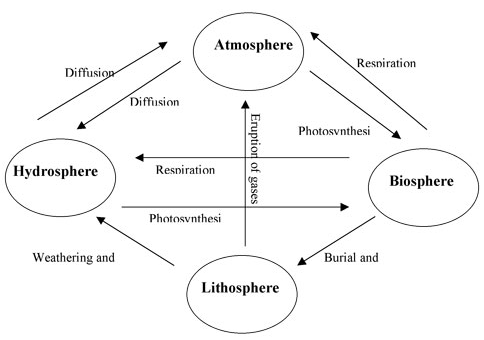 Atmosphere
Respiration
Diffusion
Diffusion
Photosynthesi
Eruption of gases
Hydrosphere
Respiration
Biosphere
Photosynthesi
Weathering and
Burial and
Lithosphere